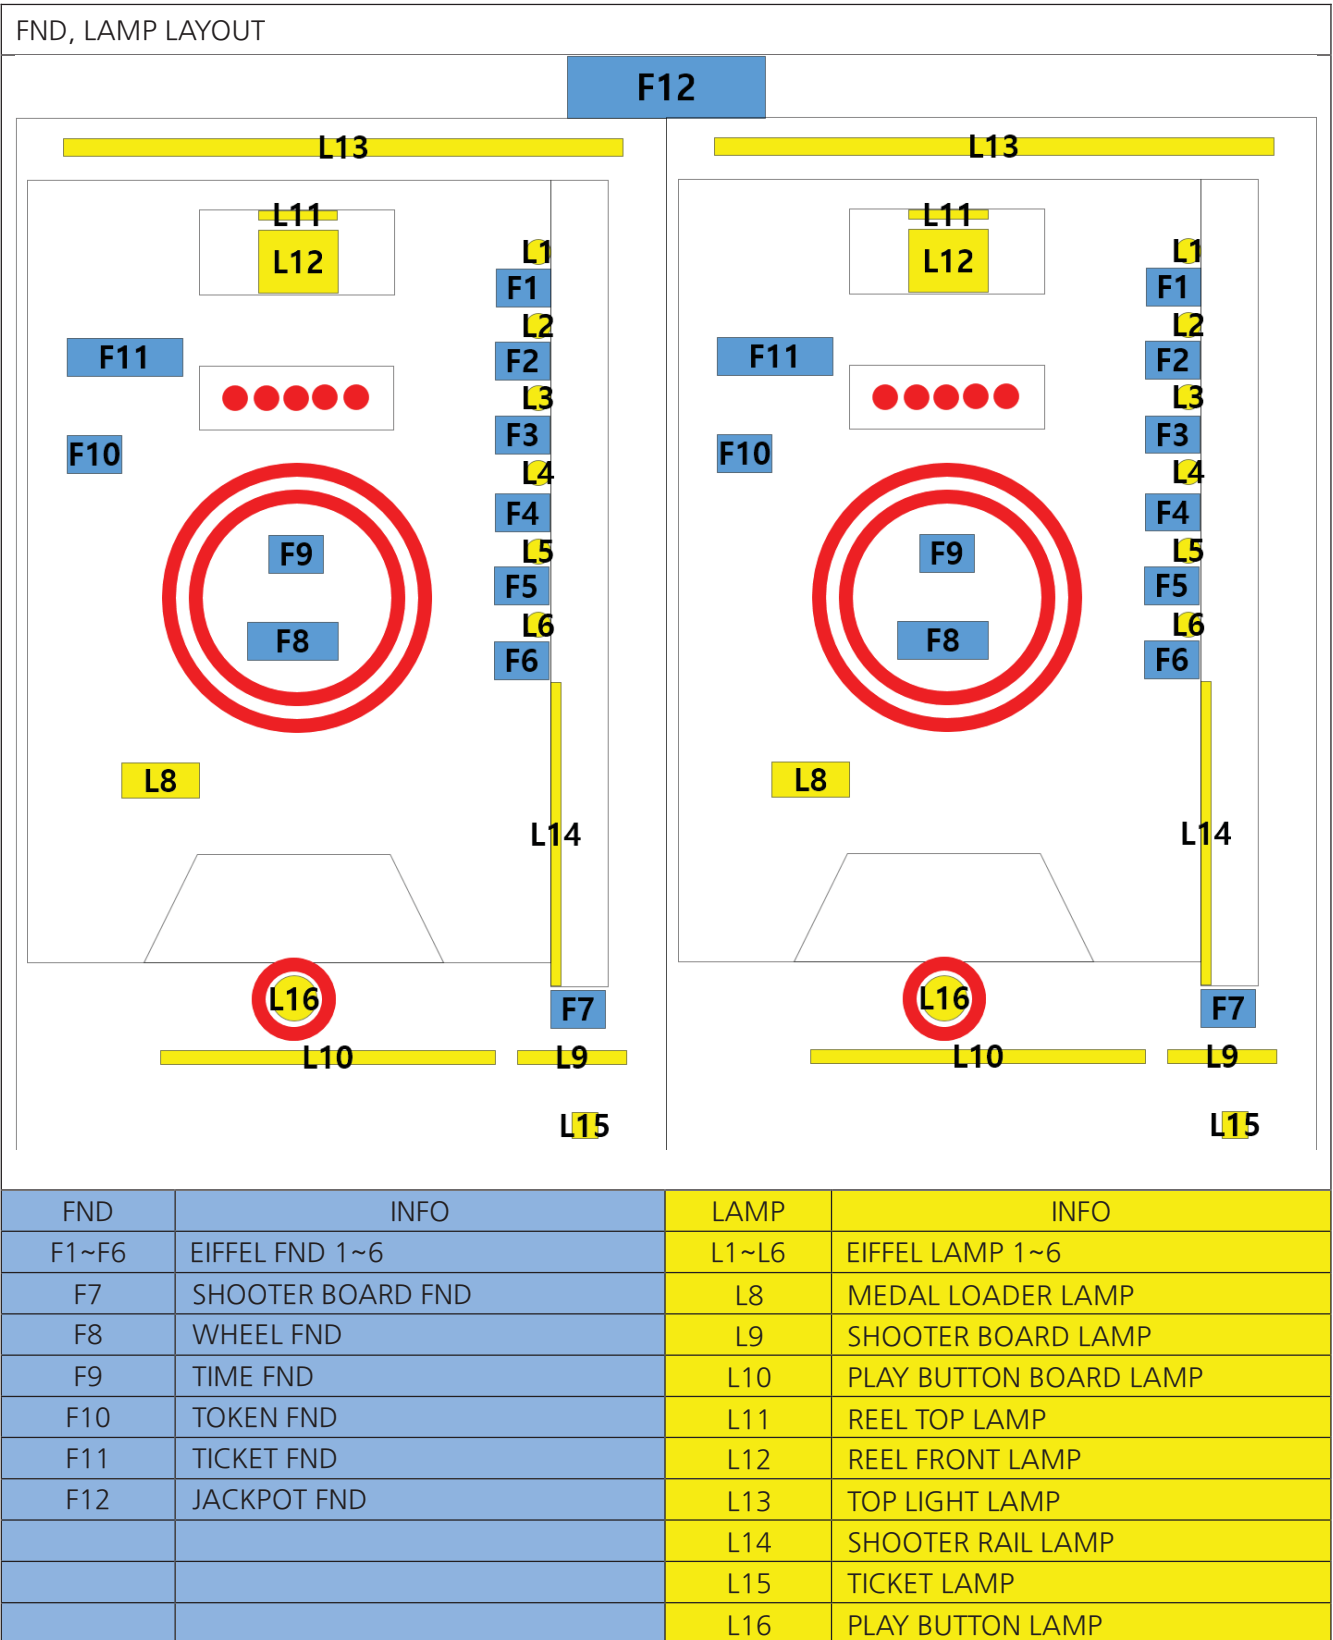 FND, LAMP LAYOUT
F12
L13 L13
L11 L11
L12 L12
L1 L1
F1 F1
L2 L2
F11 F2 F11 F2
L3 L3
F10 F3 F10 F3
L4 L4
F4 F4
F9 L5 F9 L5
F5 F5
F8 L6 F8 L6
F6 F6
L8 L8
L14 L14
L16 F7 L16 F7
L10 L9 L10 L9
L15 L15
FND INFO LAMP INFO
F1~F6 EIFFEL FND 1~6 L1~L6 EIFFEL LAMP 1~6
F7 SHOOTER BOARD FND L8 MEDAL LOADER LAMP
F8 WHEEL FND L9 SHOOTER BOARD LAMP
F9 TIME FND L10 PLAY BUTTON BOARD LAMP
F10 TOKEN FND L11 REEL TOP LAMP
F11 TICKET FND L12 REEL FRONT LAMP
F12 JACKPOT FND L13 TOP LIGHT LAMP
L14 SHOOTER RAIL LAMP
L15 TICKET LAMP
L16 PLAY BUTTON LAMP